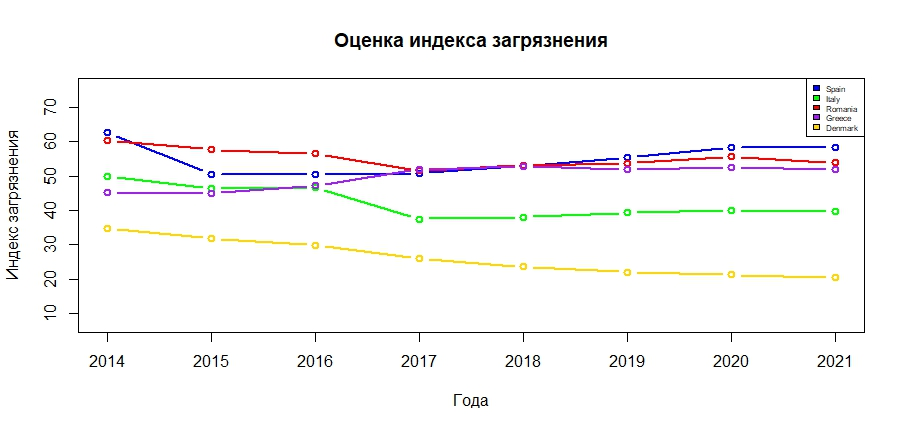 Оценка индекса загрязнения
Spain
Italy
Romania
Greece
Denmark
Индекс загрязнения
70
60
50
40
30
20
10
2014 2015 2016 2017 2018 2019 2020 2021
Года